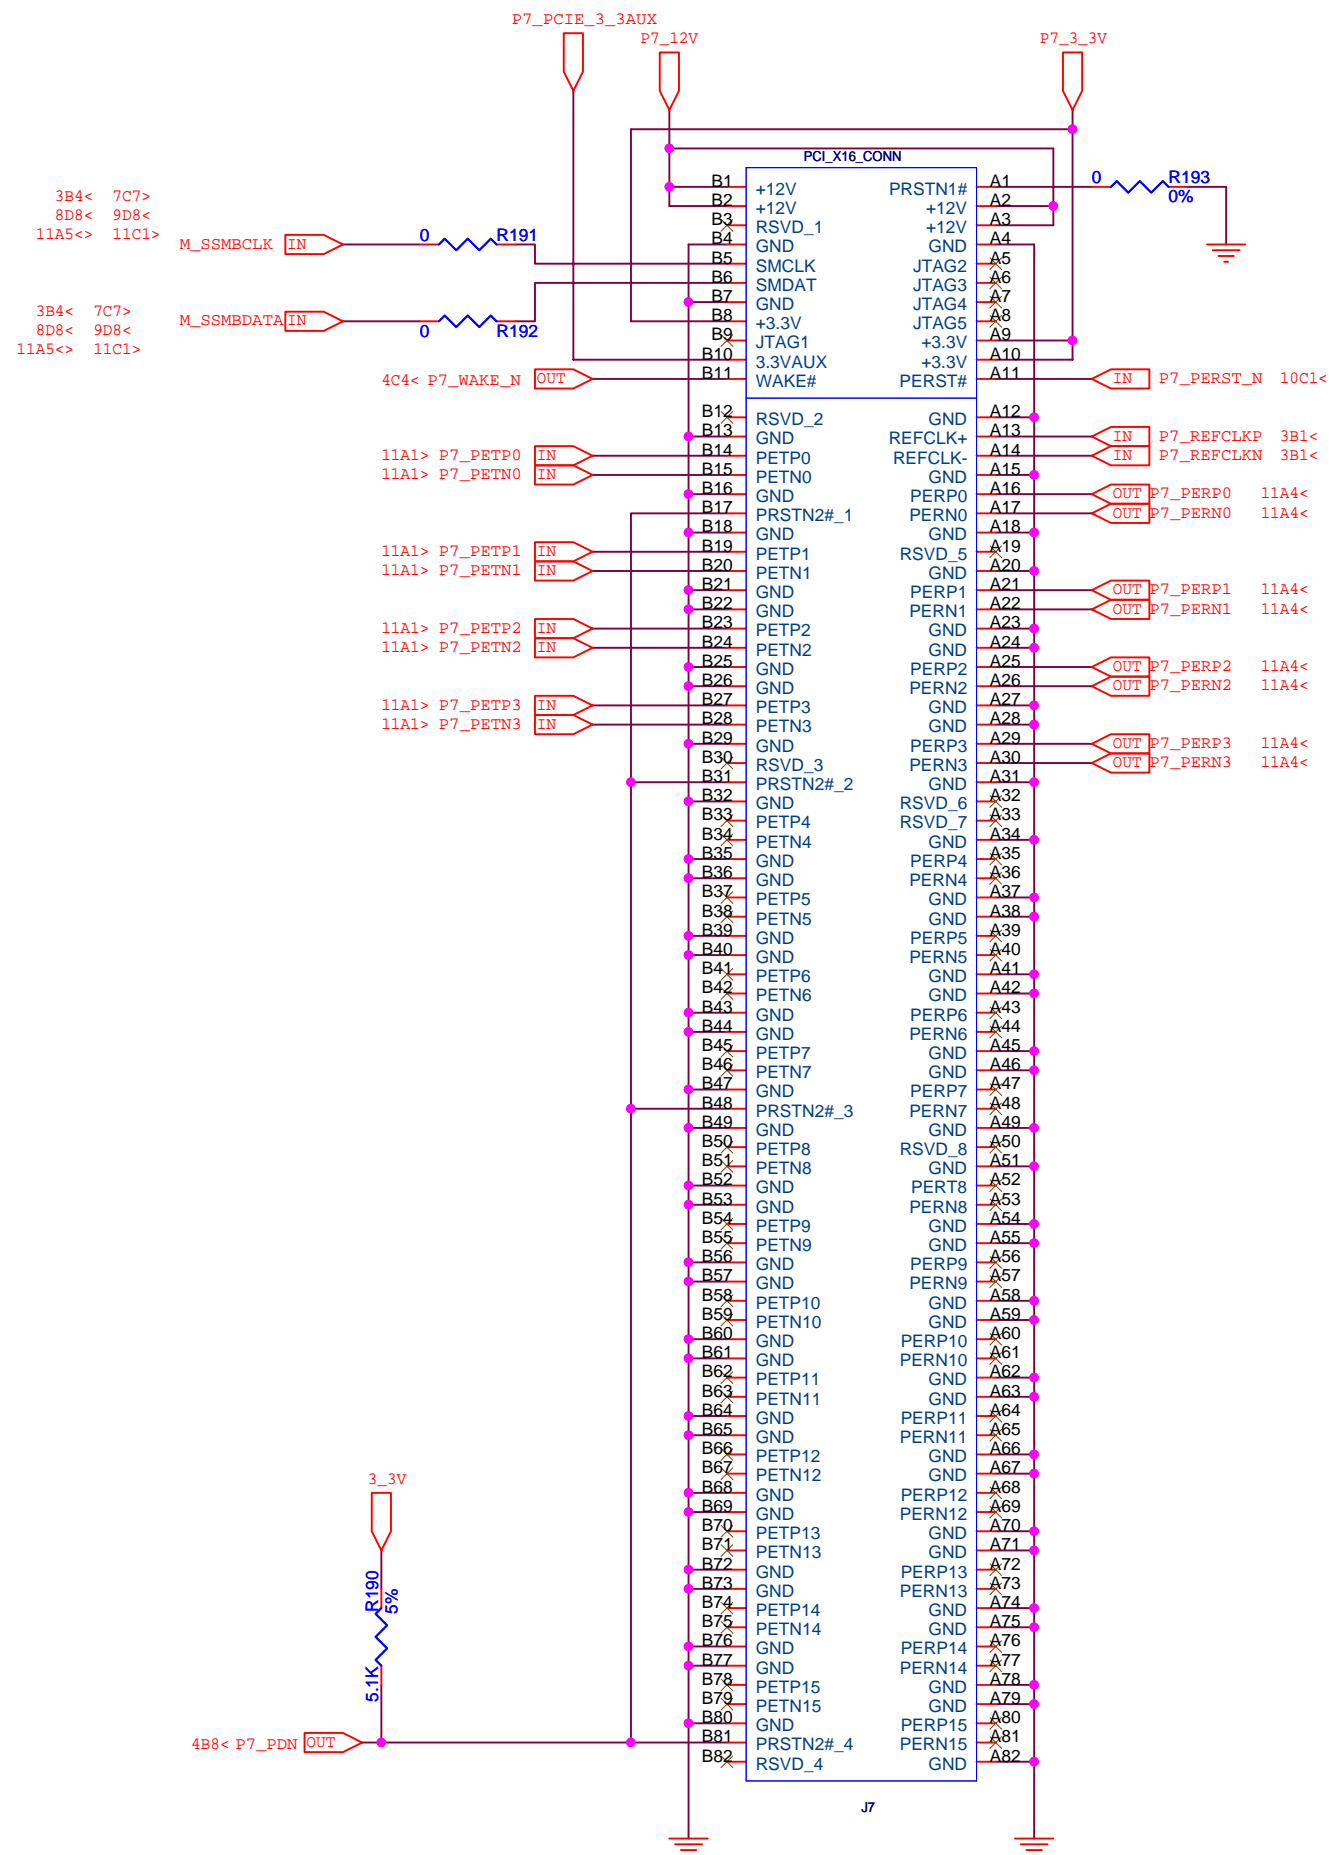 P7_PCIE_3_3AUX
P7_12V
P7_3_3V
PCI_X16_CONN
3B4< 7C7>
8D8< 9D8<
11A5<> 11C1>
M_SSMBCLK IN
0 R191
3B4< 7C7>
8D8< 9D8<
11A5<> 11C1>
M_SSMBDATA IN
0 R192
0 R193
0%
4C4< P7_WAKE_N OUT
IN P7_PERST_N 10C1<
IN P7_REFCLKP 3B1<
IN P7_REFCLKN 3B1<
11A1> P7_PETP0 IN
11A1> P7_PETN0 IN
OUT P7_PERP0 11A4<
OUT P7_PERN0 11A4<
11A1> P7_PETP1 IN
11A1> P7_PETN1 IN
OUT P7_PERP1 11A4<
OUT P7_PERN1 11A4<
11A1> P7_PETP2 IN
11A1> P7_PETN2 IN
OUT P7_PERP2 11A4<
OUT P7_PERN2 11A4<
11A1> P7_PETP3 IN
11A1> P7_PETN3 IN
OUT P7_PERP3 11A4<
OUT P7_PERN3 11A4<
B1 +12V PRSTN1# A1
B2 +12V +12V A2
B3 RSVD_1 +12V A3
B4 GND GND A4
B5 SMCLK JTAG2 A5
B6 SMDAT JTAG3 A6
B7 GND JTAG4 A7
B8 +3.3V JTAG5 A8
B9 JTAG1 +3.3V A9
B10 3.3VAUX +3.3V A10
B11 WAKE# PERST# A11
B12 RSVD_2 GND A12
B13 GND REFCLK+ A13
B14 PETP0 REFCLK- A14
B15 PETN0 GND A15
B16 GND PERP0 A16
B17 PRSTN2#_1 PERN0 A17
B18 GND GND A18
B19 PETP1 RSVD_5 A19
B20 PETN1 GND A20
B21 GND PERP1 A21
B22 GND PERN1 A22
B23 PETP2 GND A23
B24 PETN2 GND A24
B25 GND PERP2 A25
B26 GND PERN2 A26
B27 PETP3 GND A27
B28 PETN3 GND A28
B29 GND PERP3 A29
B30 RSVD_3 PERN3 A30
B31 PRSTN2#_2 GND A31
B32 GND RSVD_6 A32
B33 PETP4 RSVD_7 A33
B34 PETN4 GND A34
B35 GND PERP4 A35
B36 GND PERN4 A36
B37 PETP5 GND A37
B38 PETN5 GND A38
B39 GND PERP5 A39
B40 GND PERN5 A40
B41 PETP6 GND A41
B42 PETN6 GND A42
B43 GND PERP6 A43
B44 GND PERN6 A44
B45 PETP7 GND A45
B46 PETN7 GND A46
B47 GND PERP7 A47
B48 PRSTN2#_3 PERN7 A48
B49 GND GND A49
B50 PETP8 RSVD_8 A50
B51 PETN8 GND A51
B52 GND PERT8 A52
B53 GND PERN8 A53
B54 PETP9 GND A54
B55 PETN9 GND A55
B56 GND PERP9 A56
B57 GND PERN9 A57
B58 PETP10 GND A58
B59 PETN10 GND A59
B60 GND PERP10 A60
B61 GND PERN10 A61
B62 PETP11 GND A62
B63 PETN11 GND A63
B64 GND PERP11 A64
B65 GND PERN11 A65
B66 PETP12 GND A66
B67 PETN12 GND A67
B68 GND PERP12 A68
B69 GND PERN12 A69
B70 PETP13 GND A70
B71 PETN13 GND A71
B72 GND PERP13 A72
B73 GND PERN13 A73
B74 PETP14 GND A74
B75 PETN14 GND A75
B76 GND PERP14 A76
B77 GND PERN14 A77
B78 PETP15 GND A78
B79 PETN15 GND A79
B80 GND PERP15 A80
B81 PRSTN2#_4 PERN15 A81
B82 RSVD_4 GND A82
3_3V
R190
5%
5.1K
4B8< P7_PDN OUT
J7